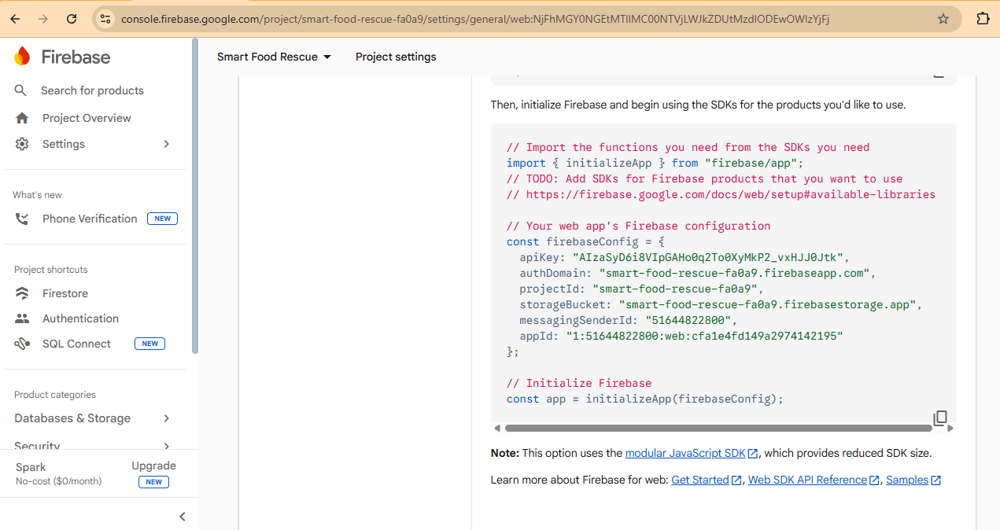 console.firebase.google.com/project/smart-food-rescue-fa0a9/settings/general/web:NjFhMGY0NGEtMTllMC00NTVjLWJkZDUtMzdlODEwOWIzYjFj
Firebase
Search for products
Project Overview
Settings
What's new
Phone Verification NEW
Project shortcuts
Firestore
Authentication
SQL Connect NEW
Product categories
Databases & Storage
Security
Spark
No-cost ($0/month)
Upgrade
NEW
Smart Food Rescue
Project settings
Then, initialize Firebase and begin using the SDKs for the products you'd like to use.
// Import the functions you need from the SDKs you need
import { initializeApp } from "firebase/app";
// TODO: Add SDKs for Firebase products that you want to use
// https://firebase.google.com/docs/web/setup#available-libraries
// Your web app's Firebase configuration
const firebaseConfig = {
apiKey: "AIzaSyD6i8VIpGAHo0q2To0XyMkP2_vxHJJ0Jtk",
authDomain: "smart-food-rescue-fa0a9.firebaseapp.com",
projectId: "smart-food-rescue-fa0a9",
storageBucket: "smart-food-rescue-fa0a9.firebasestorage.app",
messagingSenderId: "51644822800",
appId: "1:51644822800:web:cfa1e4fd149a2974142195"
};
// Initialize Firebase
const app = initializeApp(firebaseConfig);
Note: This option uses the modular JavaScript SDK, which provides reduced SDK size.
Learn more about Firebase for web: Get Started, Web SDK API Reference, Samples